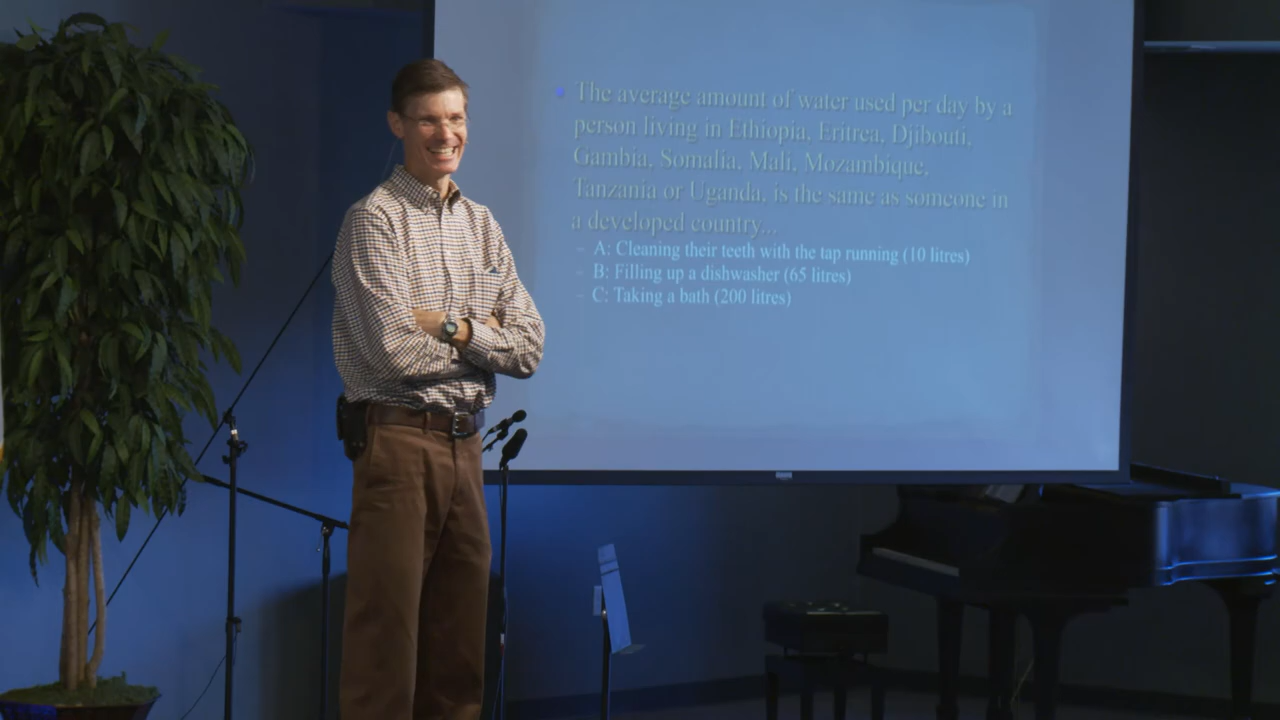 The average amount of water used per day by a
person living in Ethiopia, Eritrea, Djibouti,
Gambia, Somalia, Mali, Mozambique,
Tanzania or Uganda, is the same as someone in
a developed country...
– A: Cleaning their teeth with the tap running (10 litres)
– B: Filling up a dishwasher (65 litres)
– C: Taking a bath (200 litres)